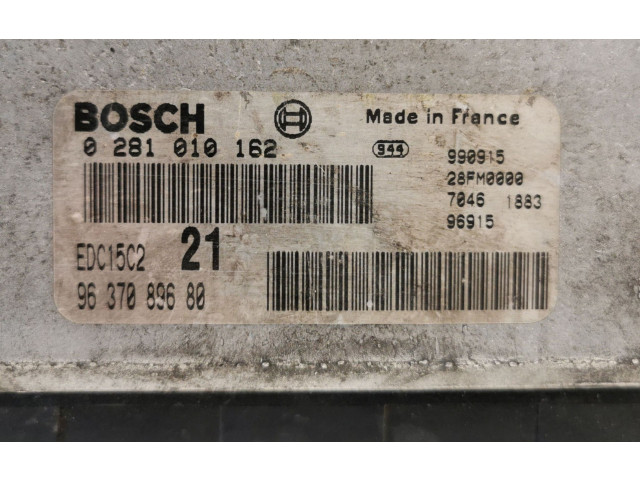 BOSCH
Made in France
0 281 010 162
944
990915
28FM0000
7046 1883
96915
EDC15C2 21
96 370 896 80